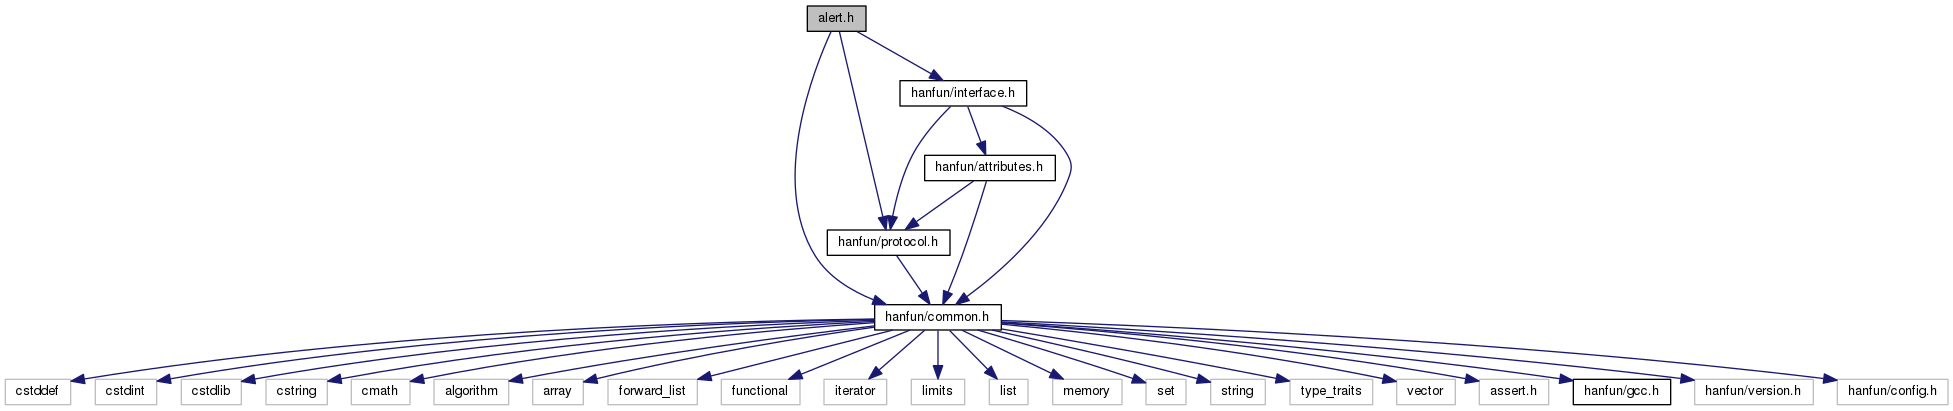 alert.h
hanfun/interface.h
hanfun/attributes.h
hanfun/protocol.h
hanfun/common.h
cstddef
cstdint
cstdlib
cstring
cmath
algorithm
array
forward_list
functional
iterator
limits
list
memory
set
string
type_traits
vector
assert.h
hanfun/gcc.h
hanfun/version.h
hanfun/config.h